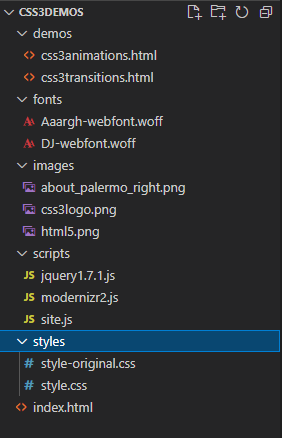 CSS3DEMOS
demos
css3animations.html
css3transitions.html
fonts
Aaargh-webfont.woff
DJ-webfont.woff
images
about_palermo_right.png
css3logo.png
html5.png
scripts
JS jquery1.7.1.js
JS modernizr2.js
JS site.js
styles
# style-original.css
# style.css
index.html